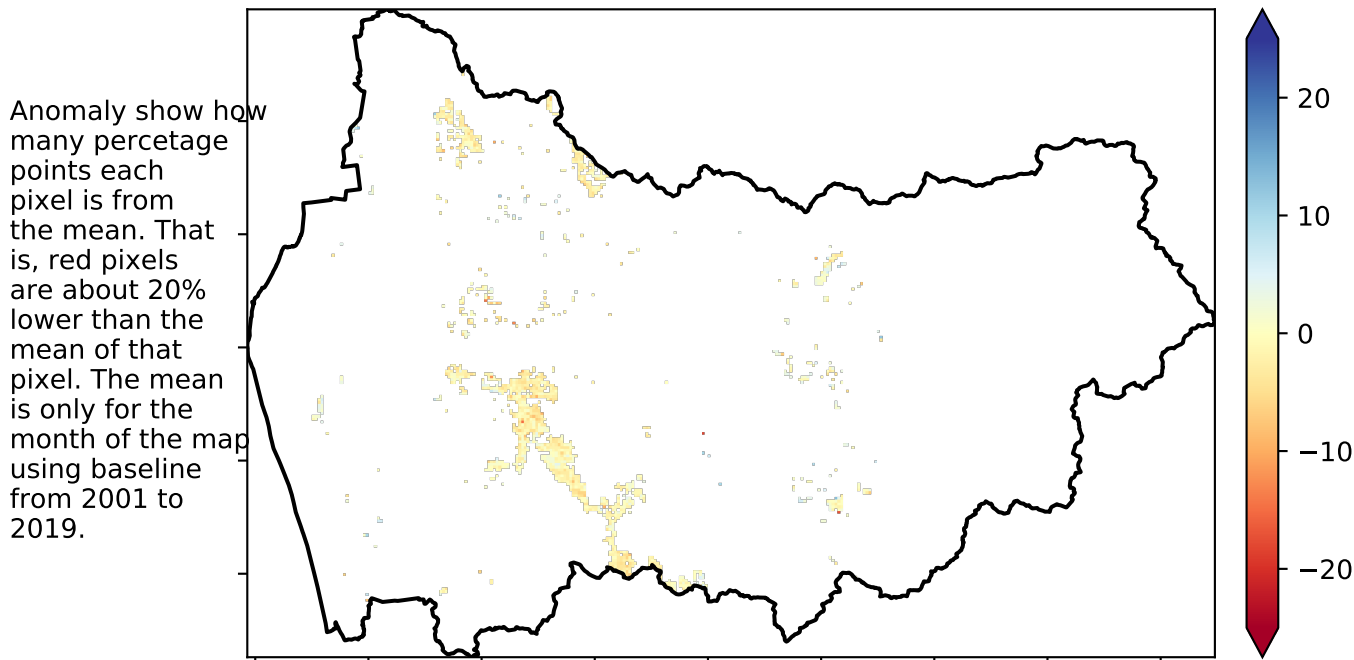 Anomaly show how
many percetage
points each
pixel is from
the mean. That
is, red pixels
are about 20%
lower than the
mean of that
pixel. The mean
is only for the
month of the map
using baseline
from 2001 to
2019.
20
10
0
−10
−20